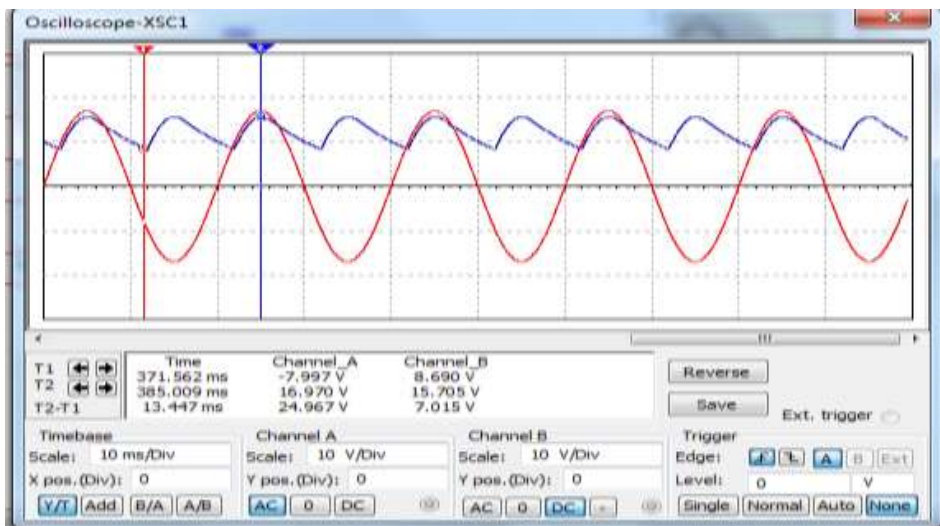 Oscilloscope-XSC1
Time Channel_A Channel_B
T1 371.562 ms -7.997 V 8.690 V
T2 385.009 ms 16.970 V 15.705 V
T2-T1 13.447 ms 24.967 V 7.015 V
Reverse
Save
Ext. trigger
Timebase Channel A Channel B Trigger
Scale: 10 ms/Div Scale: 10 V/Div Scale: 10 V/Div Edge: A B Ext
X pos.(Div): 0 Y pos.(Div): 0 Y pos.(Div): 0 Level: 0 V
Y/T Add B/A A/B AC 0 DC AC 0 DC - Single Normal Auto None